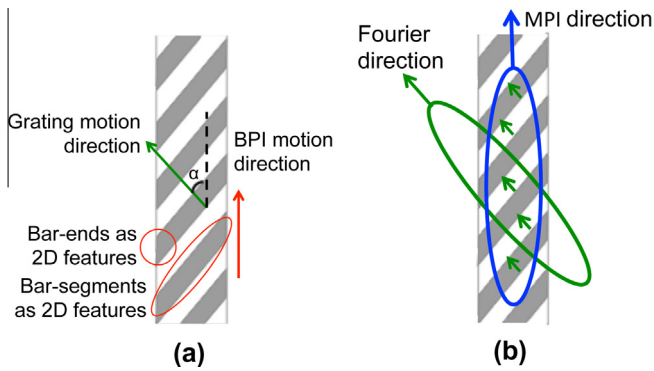 Grating motion
direction
α
BPI motion
direction
Bar-ends as
2D features
Bar-segments
as 2D features
(a)
MPI direction
Fourier
direction
(b)